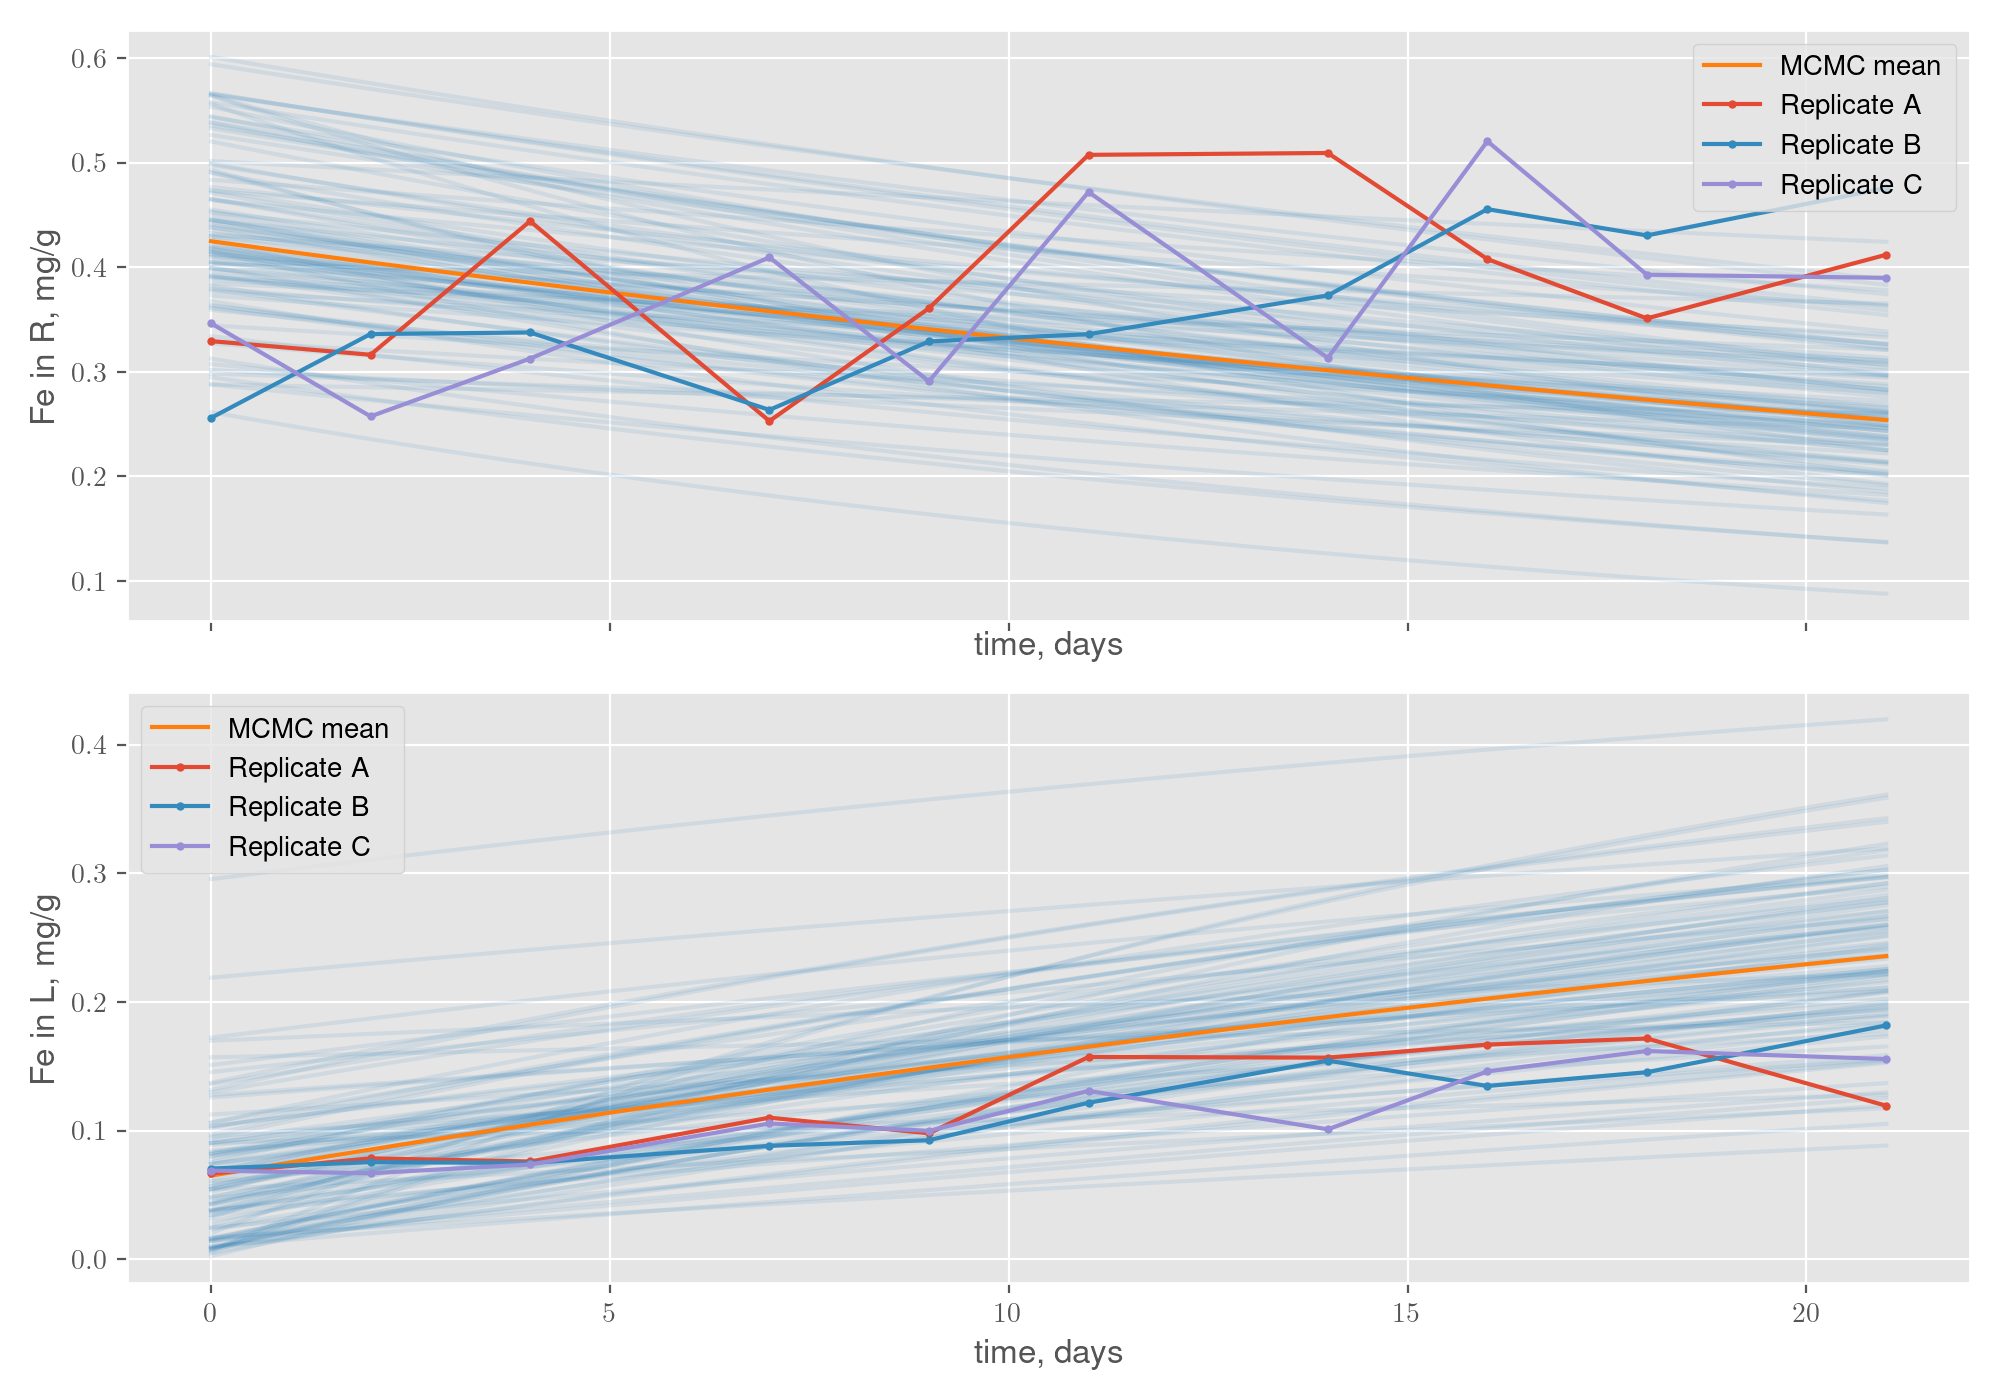 0.6
0.5
0.4
0.3
0.2
0.1
Fe in R, mg/g
MCMC mean
Replicate A
Replicate B
Replicate C
time, days
0.4
0.3
0.2
0.1
0.0
Fe in L, mg/g
MCMC mean
Replicate A
Replicate B
Replicate C
0 5 10 15 20
time, days